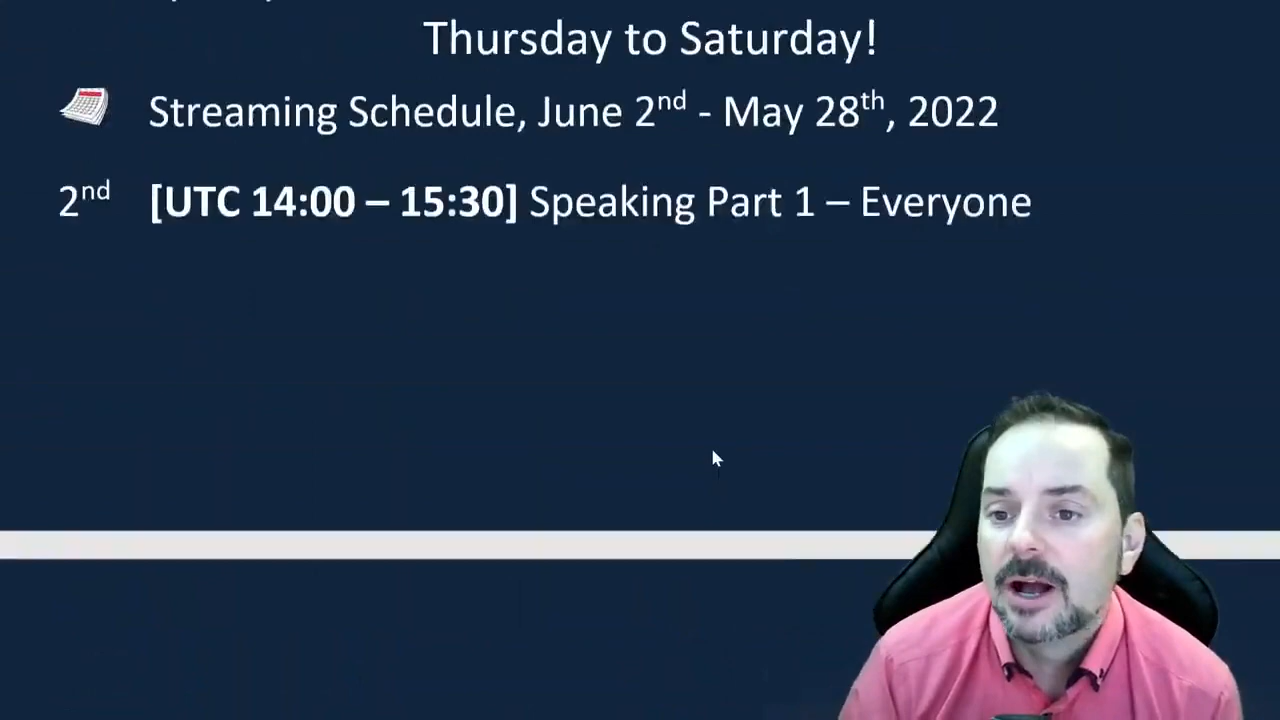 Thursday to Saturday!
Streaming Schedule, June 2nd - May 28th, 2022
2nd [UTC 14:00 – 15:30] Speaking Part 1 – Everyone